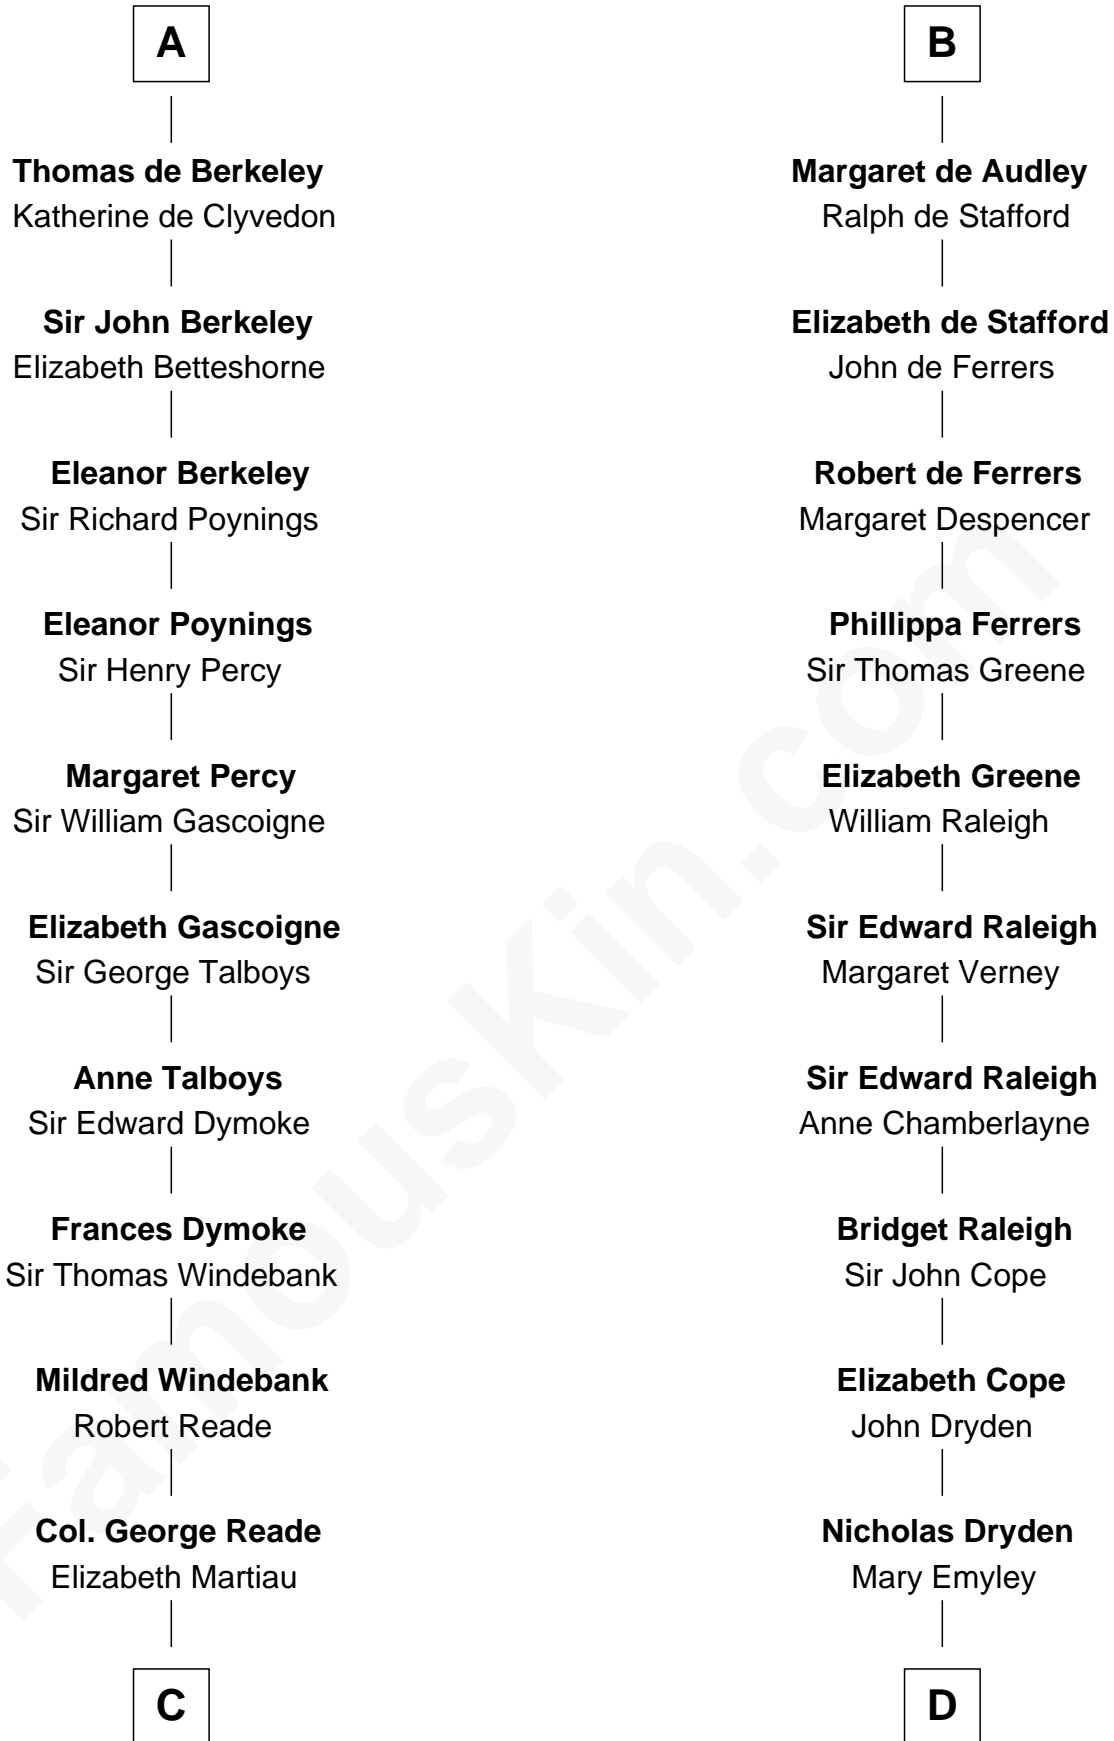 A
Thomas de Berkeley
Katherine de Clyvedon
Sir John Berkeley
Elizabeth Betteshorne
Eleanor Berkeley
Sir Richard Poynings
Eleanor Poynings
Sir Henry Percy
Margaret Percy
Sir William Gascoigne
Elizabeth Gascoigne
Sir George Talboys
Anne Talboys
Sir Edward Dymoke
Frances Dymoke
Sir Thomas Windebank
Mildred Windebank
Robert Reade
Col. George Reade
Elizabeth Martiau
C
B
Margaret de Audley
Ralph de Stafford
Elizabeth de Stafford
John de Ferrers
Robert de Ferrers
Margaret Despencer
Phillippa Ferrers
Sir Thomas Greene
Elizabeth Greene
William Raleigh
Sir Edward Raleigh
Margaret Verney
Sir Edward Raleigh
Anne Chamberlayne
Bridget Raleigh
Sir John Cope
Elizabeth Cope
John Dryden
Nicholas Dryden
Mary Emyley
D
FamousKin.com